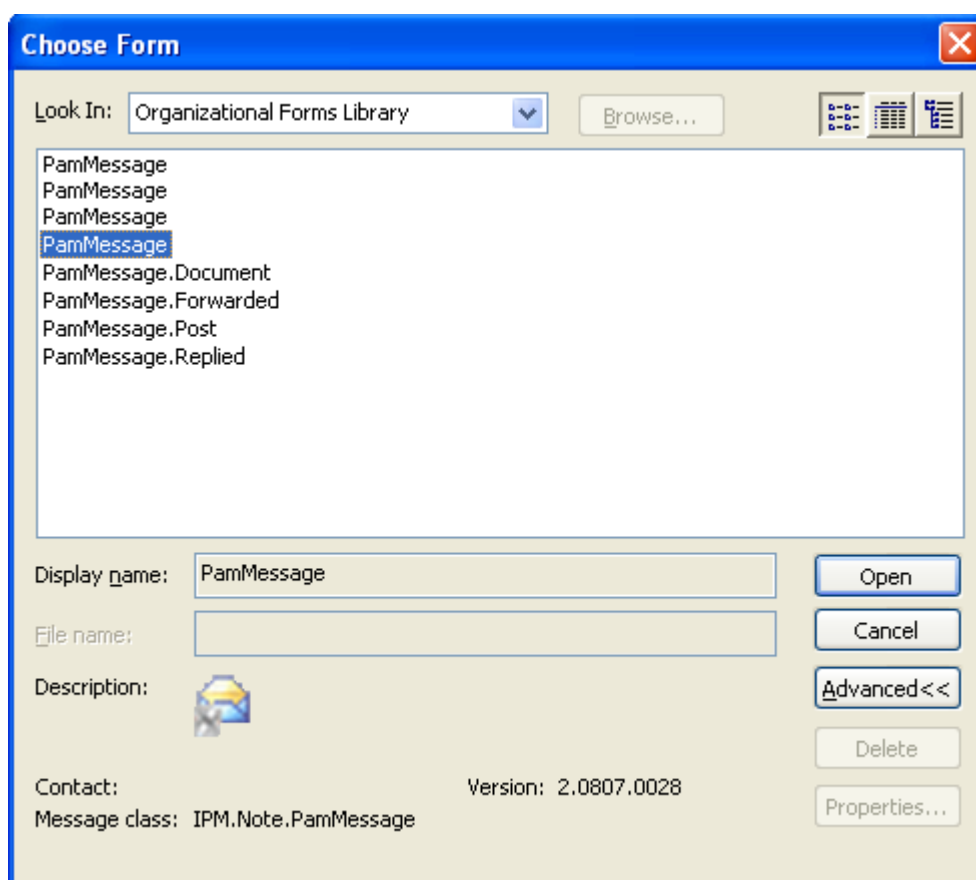 Choose Form
Look In: Organizational Forms Library Browse...
PamMessage
PamMessage
PamMessage
PamMessage
PamMessage.Document
PamMessage.Forwarded
PamMessage.Post
PamMessage.Replied
Display name: PamMessage Open
File name: Cancel
Description: Advanced<<
Delete
Contact: Version: 2.0807.0028
Message class: IPM.Note.PamMessage Properties...